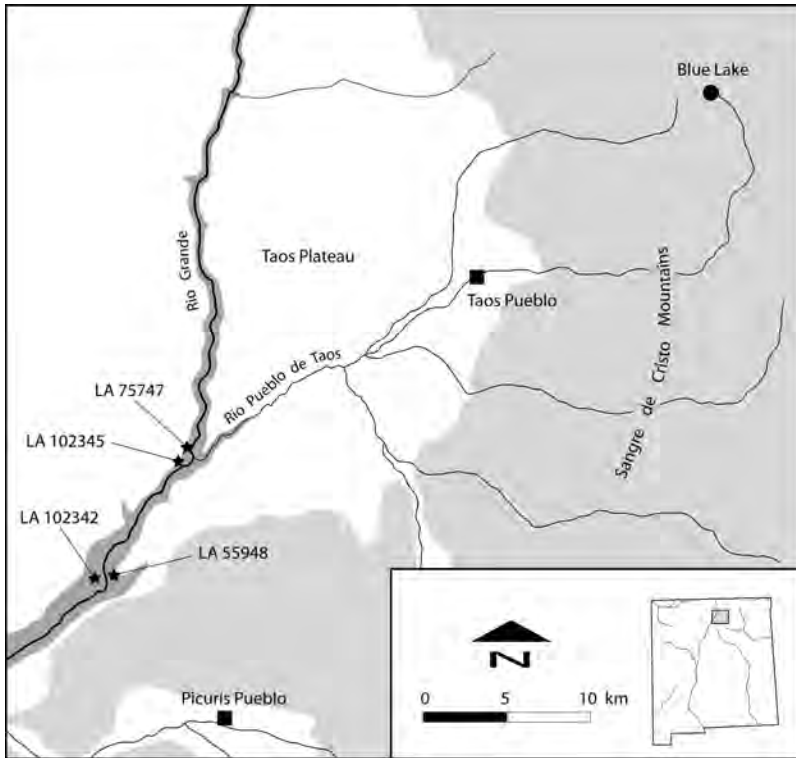 Blue Lake
Rio Grande
Taos Plateau
Taos Pueblo
Sangre de Cristo Mountains
Rio Pueblo de Taos
LA 75747
LA 102345
LA 102342
LA 55948
N
0 5 10 km
Picuris Pueblo